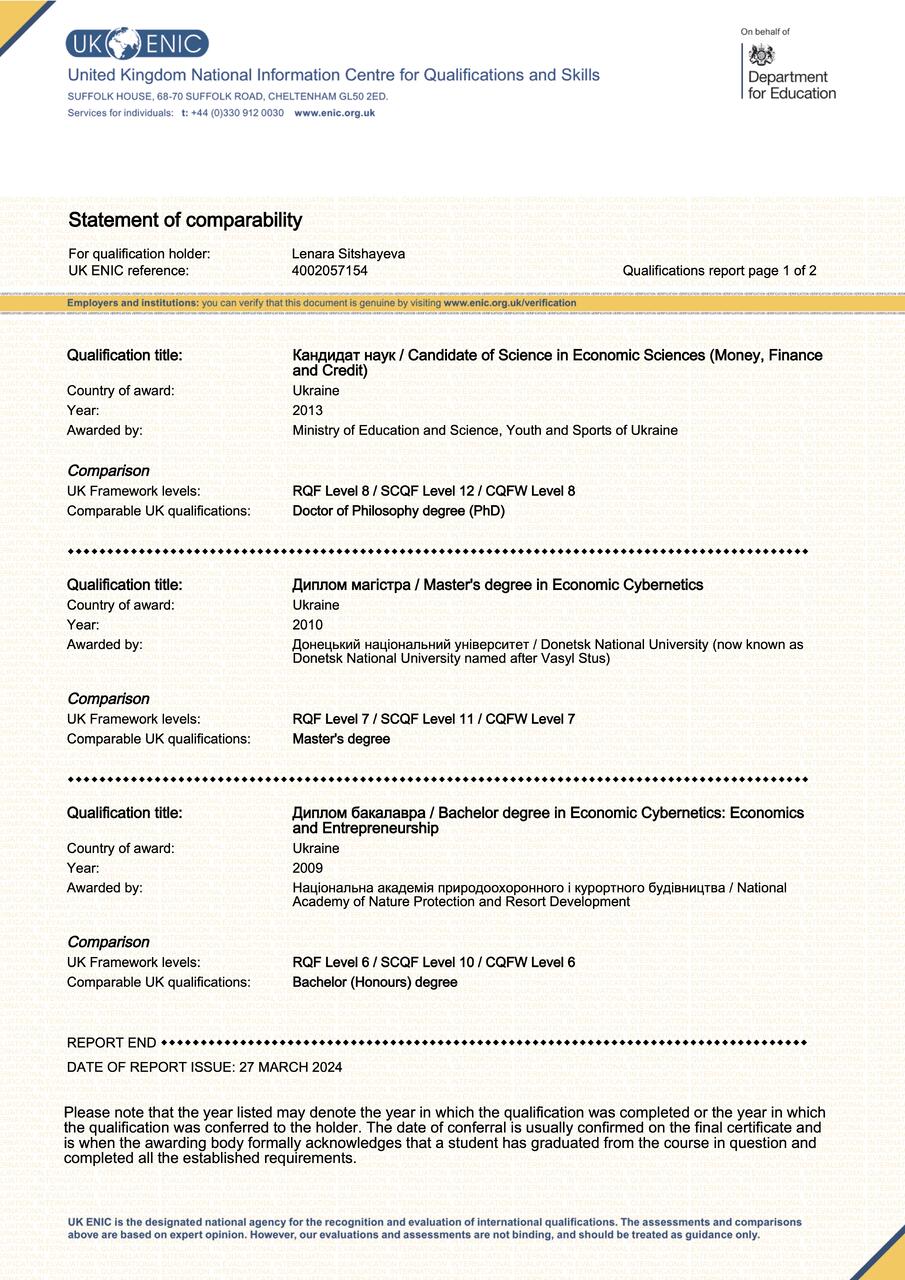 UK ENIC
On behalf of
Department
for Education
United Kingdom National Information Centre for Qualifications and Skills
SUFFOLK HOUSE, 68-70 SUFFOLK ROAD, CHELTENHAM GL50 2ED.
Services for individuals: t: +44 (0)330 912 0030 www.enic.org.uk
Statement of comparability
For qualification holder: Lenara Sitshayeva
UK ENIC reference: 4002057154 Qualifications report page 1 of 2
Employers and institutions: you can verify that this document is genuine by visiting www.enic.org.uk/verification
Qualification title: Кандидат наук / Candidate of Science in Economic Sciences (Money, Finance
and Credit)
Country of award: Ukraine
Year: 2013
Awarded by: Ministry of Education and Science, Youth and Sports of Ukraine
Comparison
UK Framework levels: RQF Level 8 / SCQF Level 12 / CQFW Level 8
Comparable UK qualifications: Doctor of Philosophy degree (PhD)
Qualification title: Диплом магістра / Master's degree in Economic Cybernetics
Country of award: Ukraine
Year: 2010
Awarded by: Донецький національний університет / Donetsk National University (now known as
Donetsk National University named after Vasyl Stus)
Comparison
UK Framework levels: RQF Level 7 / SCQF Level 11 / CQFW Level 7
Comparable UK qualifications: Master's degree
Qualification title: Диплом бакалавра / Bachelor degree in Economic Cybernetics: Economics
and Entrepreneurship
Country of award: Ukraine
Year: 2009
Awarded by: Національна академія природоохоронного і курортного будівництва / National
Academy of Nature Protection and Resort Development
Comparison
UK Framework levels: RQF Level 6 / SCQF Level 10 / CQFW Level 6
Comparable UK qualifications: Bachelor (Honours) degree
REPORT END
DATE OF REPORT ISSUE: 27 MARCH 2024
Please note that the year listed may denote the year in which the qualification was completed or the year in which
the qualification was conferred to the holder. The date of conferral is usually confirmed on the final certificate and
is when the awarding body formally acknowledges that a student has graduated from the course in question and
completed all the established requirements.
UK ENIC is the designated national agency for the recognition and evaluation of international qualifications. The assessments and comparisons
above are based on expert opinion. However, our evaluations and assessments are not binding, and should be treated as guidance only.